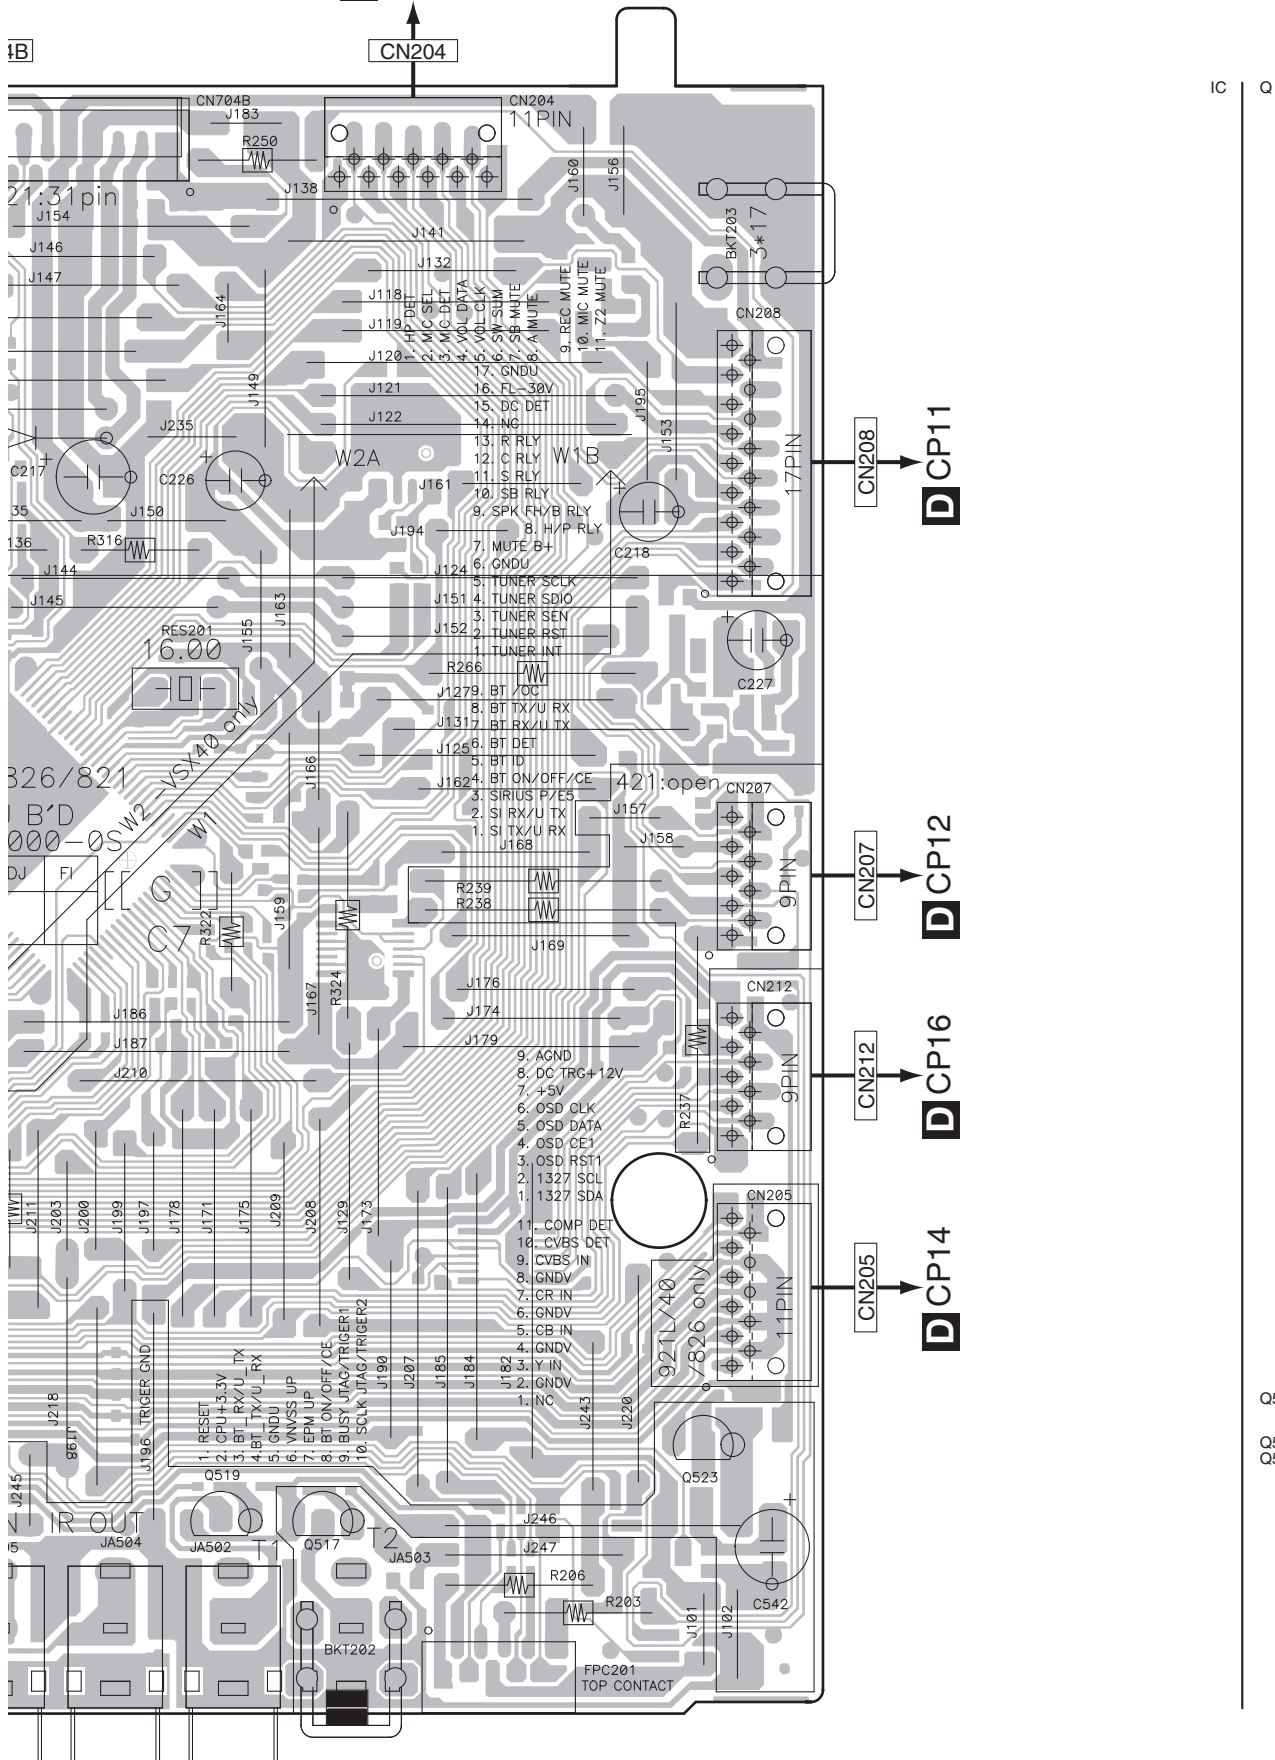 4B
CN204
IC
Q
CN704B
J183
CN204
11PIN
R250
J160
J156
J138
21:31pin
J154
BKT203
3*17
J141
J146
J132
J147
J164
J118
J119
J120
1. HP DET
2. MIC SEL
3. MIC DET
4. VOL DATA
5. VOL CLK
6. SW SUM
7. SB MUTE
8. A MUTE
9. REC MUTE
10. MIC MUTE
11. Z2 MUTE
CN208
17. GNDU
16. FL-30V
15. DC DET
14. NC
13. R RLY
12. C RLY
11. S RLY
10. SB RLY
9. SPK FH/B RLY
8. H/P RLY
7. MUTE B+
6. GNDU
5. TUNER SCLK
4. TUNER SDIO
3. TUNER SEN
2. TUNER RST
1. TUNER INT
J149
J121
J122
J195
J153
J235
W2A
W1B
17PIN
CN208
D CP11
C217
C226
J161
J150
J194
C218
R316
J144
J124
J145
J151
J163
J155
J152
RES201
16.00
R266
C227
J127
9. BT /OC
8. BT TX/U RX
J131
7. BT RX/U TX
6. BT DET
J125
5. BT ID
J162
4. BT ON/OFF/CE
3. SIRIUS P/E5
2. SI RX/U TX
1. SI TX/U RX
421:open
CN207
J166
J157
J158
J168
826/821
B'D
000-0S
W2 -VSX40 only
W1
DJ
FI
G
C7
R322
J159
R324
J167
R239
R238
J169
9PIN
CN207
D CP12
J176
J174
J179
CN212
J186
J187
J210
9. AGND
8. DC TRG+12V
7. +5V
6. OSD CLK
5. OSD DATA
4. OSD CE1
3. OSD RST1
2. 1327 SCL
1. 1327 SDA
R237
9PIN
CN212
D CP16
J211
J203
J200
J199
J197
J178
J171
J175
J209
J208
J129
J173
CN205
11. COMP DET
10. CVBS DET
9. CVBS IN
8. GNDV
7. CR IN
6. GNDV
5. CB IN
4. GNDV
3. Y IN
2. GNDV
1. NC
921L/40
/826 only
11PIN
CN205
D CP14
J190
J207
J185
J184
J182
J243
J220
J218
J198
J196
TRIGER GND
1. RESET
2. CPU+3.3V
3. BT_RX/U_TX
4. BT_TX/U_RX
5. GNDU
6. VNVSS UP
7. EPM UP
8. BT ON/OFF/CE
9. BUSY JTAG/TRIGER1
10. SCLK JTAG/TRIGER2
Q519
Q523
J245
IR OUT
JA504
JA502
T1
Q517
T2
JA503
J246
J247
R206
R203
J101
J102
C542
BKT202
FPC201
TOP CONTACT